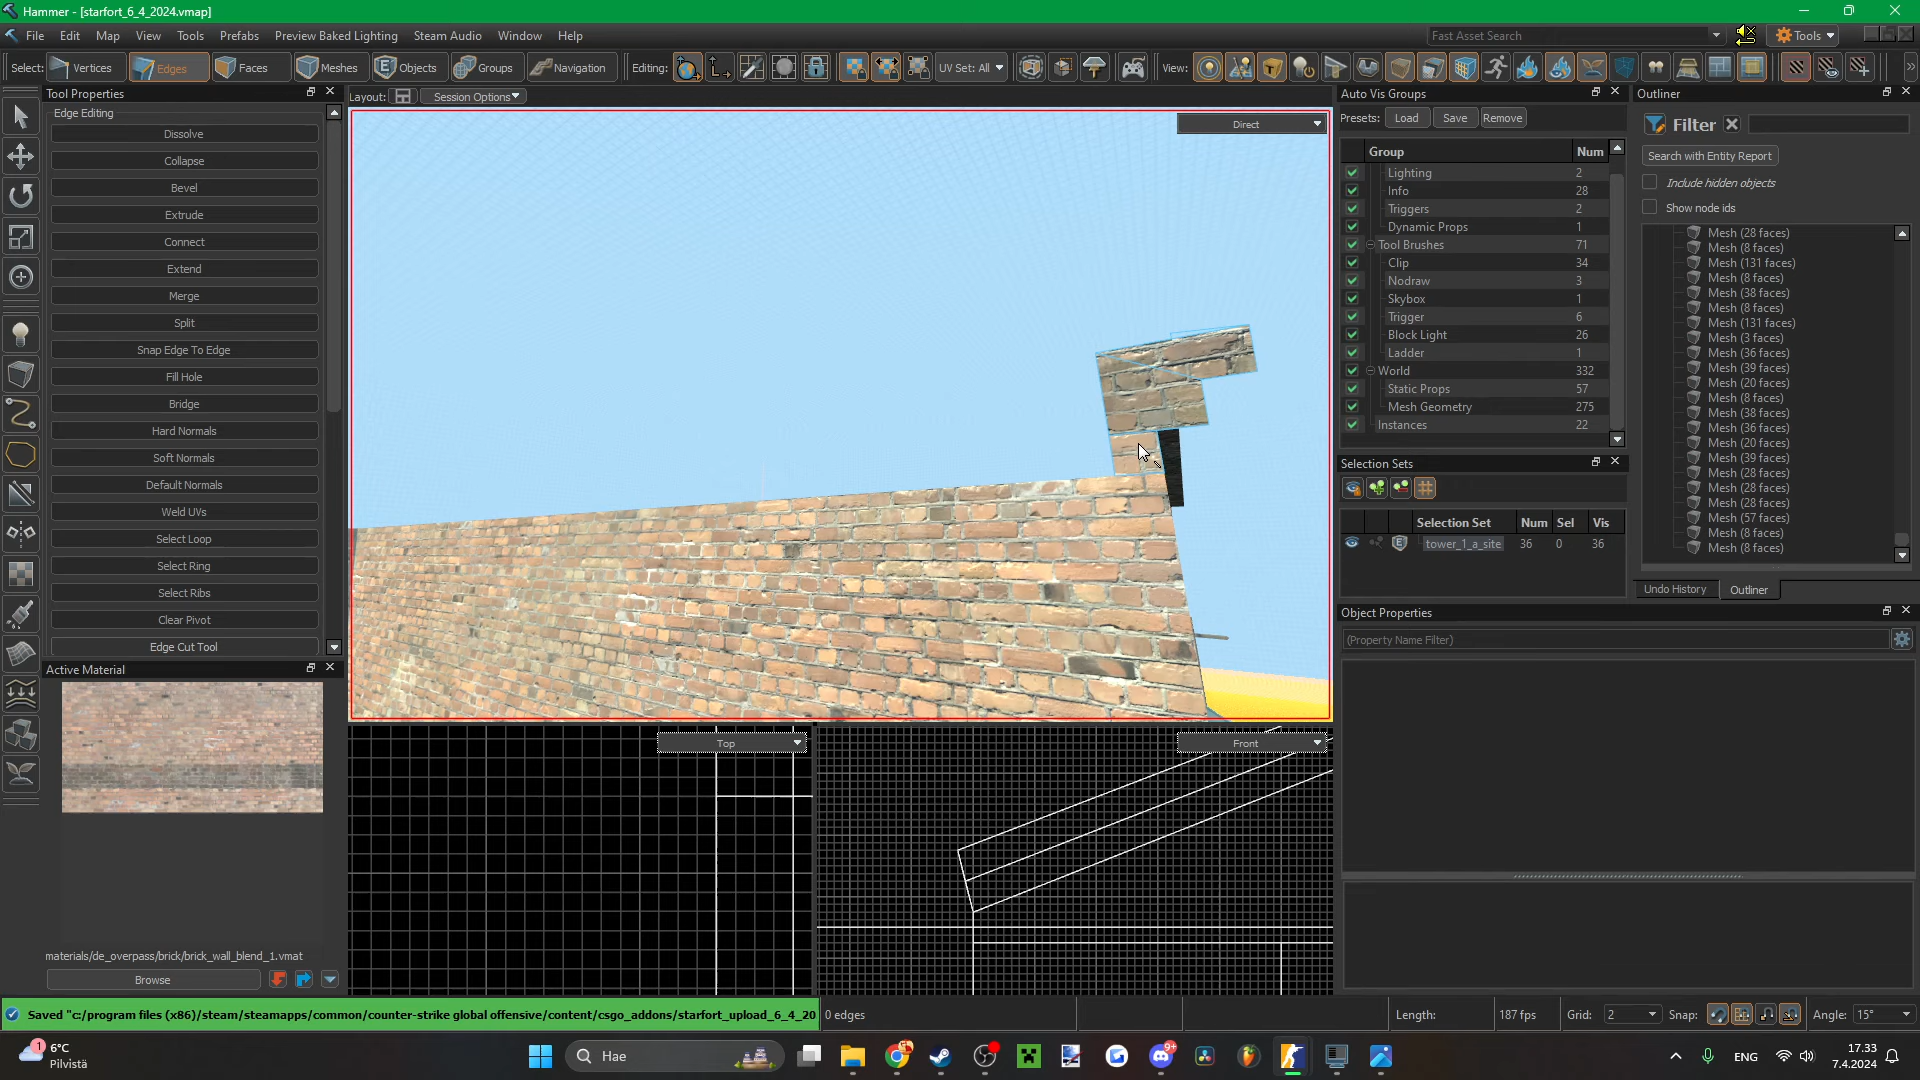 Hammer - [starfort_6_4_2024.vmap]
File Edit Map View Tools Prefabs Preview Baked Lighting Steam Audio Window Help
Fast Asset Search
Tools
Select: Vertices Edges Faces Meshes Objects Groups Navigation Editing: UV Set: All View:
Tool Properties
Edge Editing
Dissolve
Collapse
Bevel
Extrude
Connect
Extend
Merge
Split
Snap Edge To Edge
Fill Hole
Bridge
Hard Normals
Soft Normals
Default Normals
Weld UVs
Select Loop
Select Ring
Select Ribs
Clear Pivot
Edge Cut Tool
Active Material
materials/de_overpass/brick/brick_wall_blend_1.vmat
Browse
Layout: Session Options
Direct
Top
Front
Auto Vis Groups
Presets: Load Save Remove
Group Num
Lighting 2
Info 28
Triggers 2
Dynamic Props 1
Tool Brushes 71
Clip 34
Nodraw 3
Skybox 1
Trigger 6
Block Light 26
Ladder 1
World 332
Static Props 57
Mesh Geometry 275
Instances 22
Selection Sets
Selection Set Num Sel Vis
tower_1_a_site 36 0 36
Outliner
Filter
Search with Entity Report
Include hidden objects
Show node ids
Mesh (28 faces)
Mesh (8 faces)
Mesh (131 faces)
Mesh (8 faces)
Mesh (38 faces)
Mesh (8 faces)
Mesh (131 faces)
Mesh (3 faces)
Mesh (36 faces)
Mesh (39 faces)
Mesh (20 faces)
Mesh (8 faces)
Mesh (38 faces)
Mesh (36 faces)
Mesh (20 faces)
Mesh (39 faces)
Mesh (28 faces)
Mesh (28 faces)
Mesh (28 faces)
Mesh (57 faces)
Mesh (8 faces)
Mesh (8 faces)
Undo History Outliner
Object Properties
(Property Name Filter)
Saved "c:/program files (x86)/steam/steamapps/common/counter-strike global offensive/content/csgo_addons/starfort_upload_6_4_20
0 edges
Length:
187 fps
Grid: 2
Snap:
Angle: 15°
1
6°C
Pilvistä
Hae
9+
ENG
17.33
7.4.2024